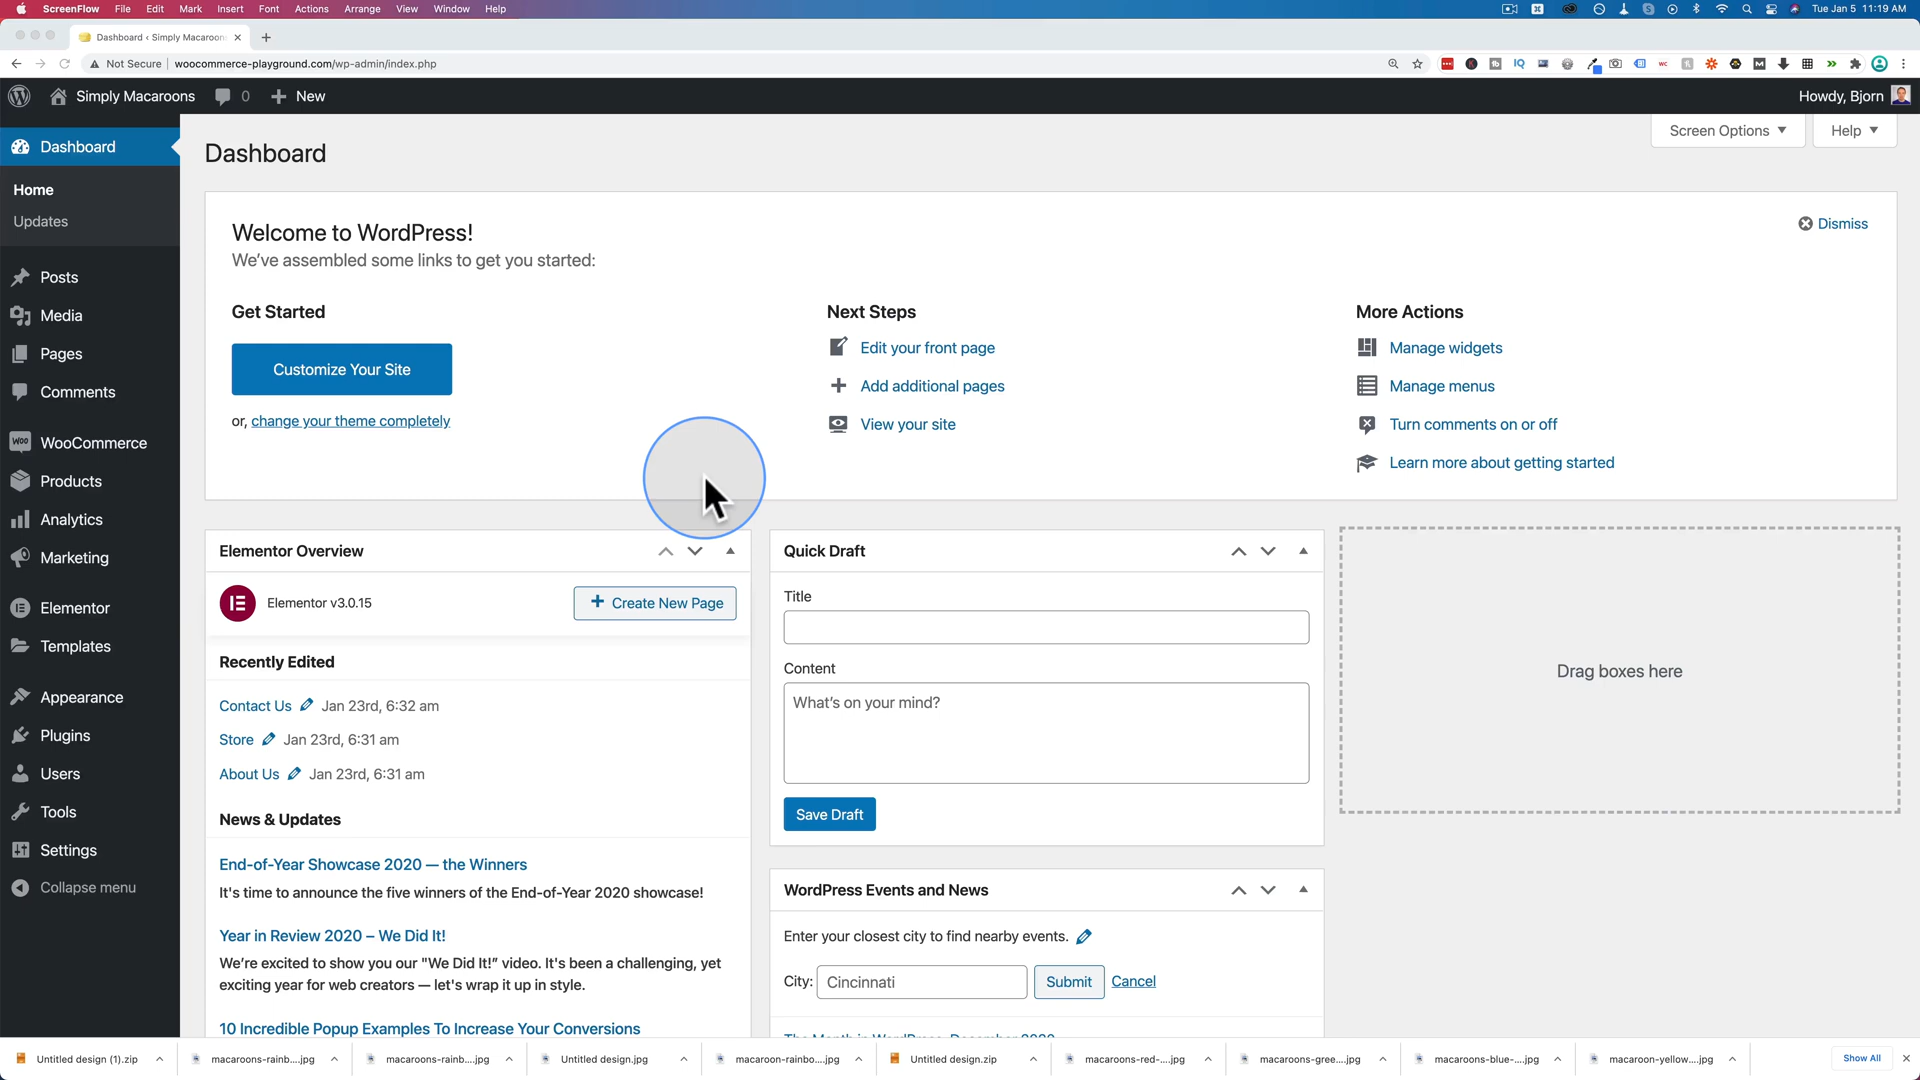 ScreenFlow File Edit Mark Insert Font Actions Arrange View Window Help
Tue Jan 5 11:19 AM
Dashboard ‹ Simply Macaroon
Not Secure | woocommerce-playground.com/wp-admin/index.php
Simply Macaroons 0 New
Howdy, Bjorn
Screen Options Help
Dashboard
Home
Updates
Posts
Media
Pages
Comments
WooCommerce
Products
Analytics
Marketing
Elementor
Templates
Appearance
Plugins
Users
Tools
Settings
Collapse menu
Dashboard
Welcome to WordPress!
We've assembled some links to get you started:
Dismiss
Get Started
Customize Your Site
or, change your theme completely
Next Steps
Edit your front page
Add additional pages
View your site
More Actions
Manage widgets
Manage menus
Turn comments on or off
Learn more about getting started
Elementor Overview
Elementor v3.0.15
Create New Page
Recently Edited
Contact Us Jan 23rd, 6:32 am
Store Jan 23rd, 6:31 am
About Us Jan 23rd, 6:31 am
News & Updates
End-of-Year Showcase 2020 — the Winners
It's time to announce the five winners of the End-of-Year 2020 showcase!
Year in Review 2020 – We Did It!
We're excited to show you our "We Did It!" video. It's been a challenging, yet
exciting year for web creators — let's wrap it up in style.
10 Incredible Popup Examples To Increase Your Conversions
Quick Draft
Title
Content
What's on your mind?
Save Draft
WordPress Events and News
Enter your closest city to find nearby events.
City: Cincinnati Submit Cancel
The Month in WordPress: December 2020
Drag boxes here
Untitled design (1).zip
macaroons-rainb....jpg
macaroons-rainb....jpg
Untitled design.jpg
macaroon-rainbo....jpg
Untitled design.zip
macaroons-red-....jpg
macaroons-gree....jpg
macaroons-blue-....jpg
macaroon-yellow....jpg
Show All